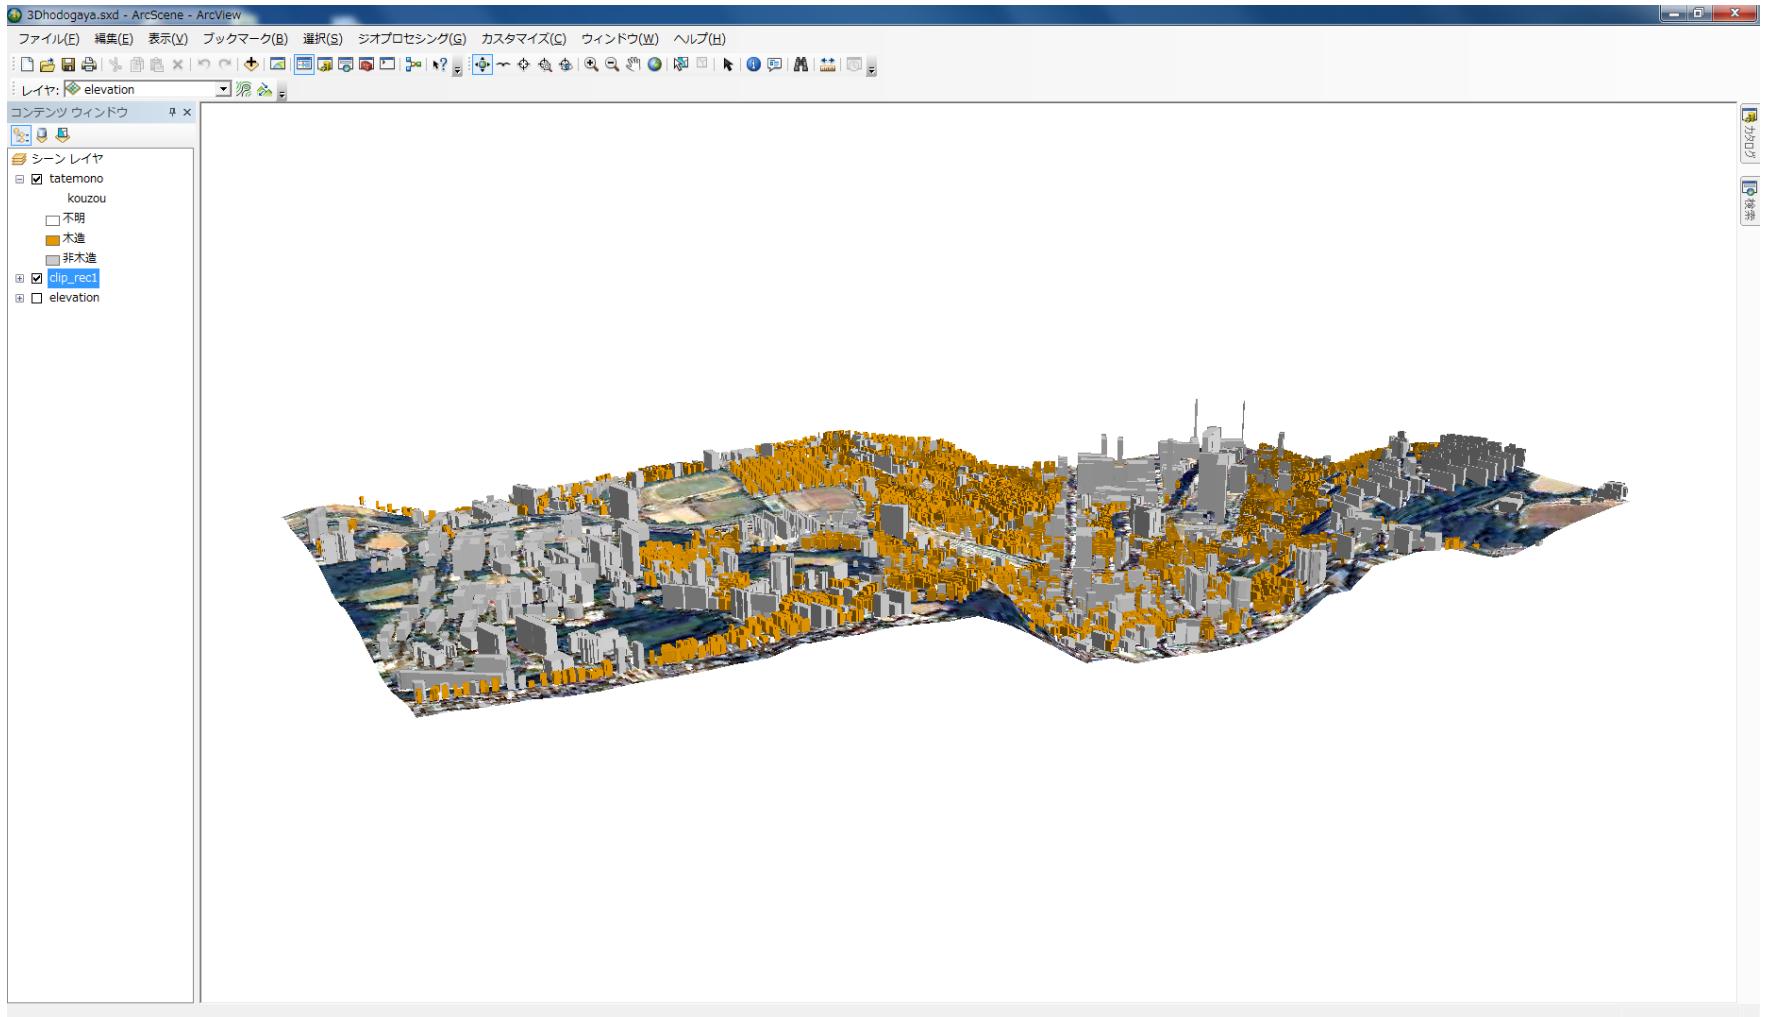 3Dhodogaya.sxd - ArcScene - ArcView
ファイル(F) 編集(E) 表示(V) ブックマーク(B) 選択(S) ジオプロセシング(G) カスタマイズ(C) ウィンドウ(W) ヘルプ(H)
レイヤ: elevation
コンテンツ ウィンドウ
シーン レイヤ
tatemono
kouzou
不明
木造
非木造
clip_rec1
elevation
カタログ
検索